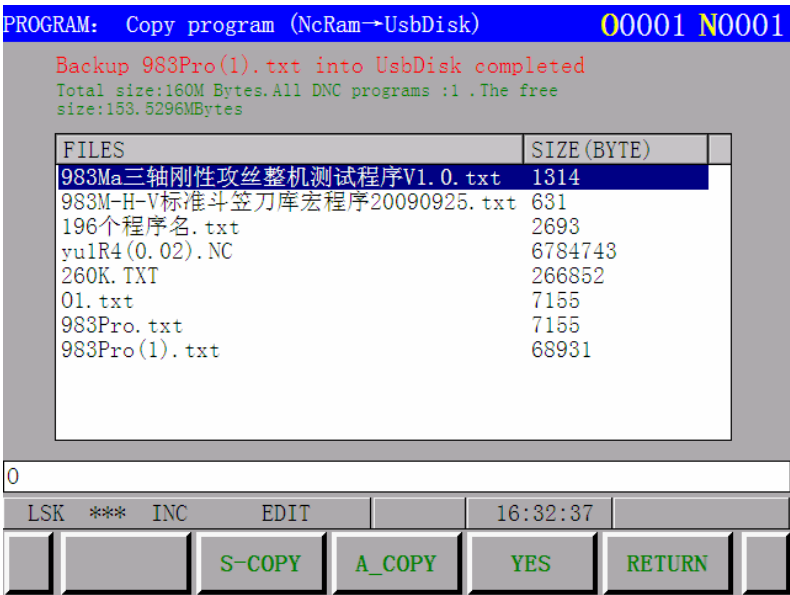 PROGRAM: Copy program (NcRam→UsbDisk) O0001 N0001
Backup 983Pro(1).txt into UsbDisk completed
Total size:160M Bytes.All DNC programs :1 .The free
size:153.5296MBytes
FILES SIZE(BYTE)
983Ma三轴刚性攻丝整机测试程序V1.0.txt 1314
983M-H-V标准斗笠刀库宏程序20090925.txt 631
196个程序名.txt 2693
yu1R4(0.02).NC 6784743
260K.TXT 266852
O1.txt 7155
983Pro.txt 7155
983Pro(1).txt 68931
O
LSK *** INC EDIT 16:32:37
S-COPY A_COPY YES RETURN